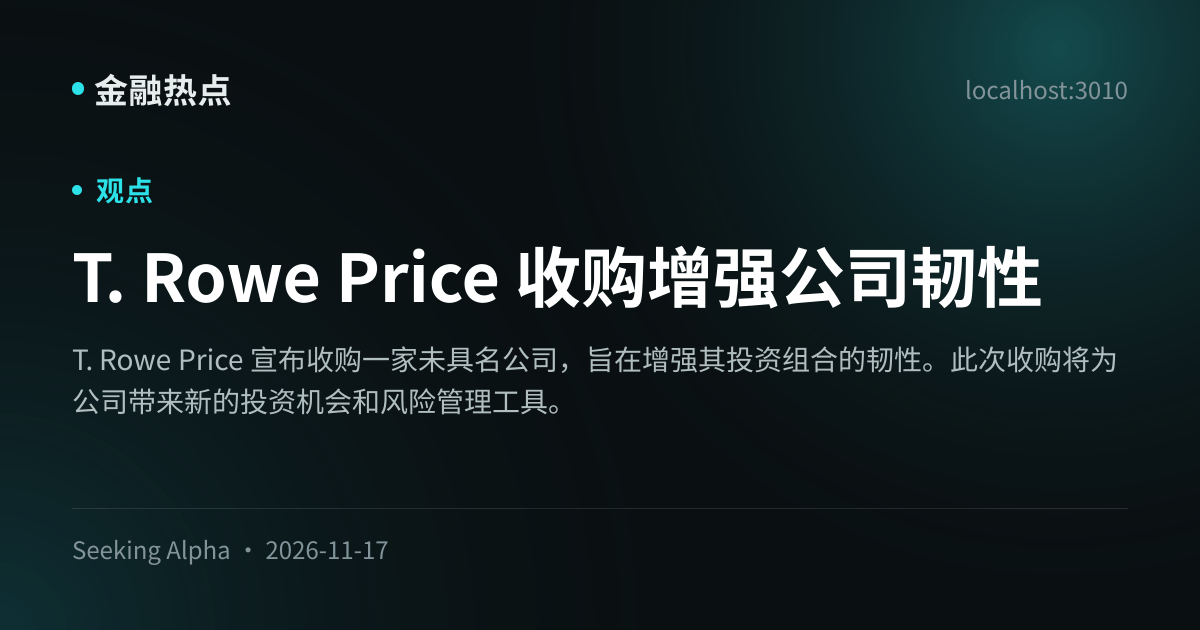 金融热点
localhost:3010
观点
T. Rowe Price 收购增强公司韧性
T. Rowe Price 宣布收购一家未具名公司，旨在增强其投资组合的韧性。此次收购将为
公司带来新的投资机会和风险管理工具。
Seeking Alpha · 2026-11-17